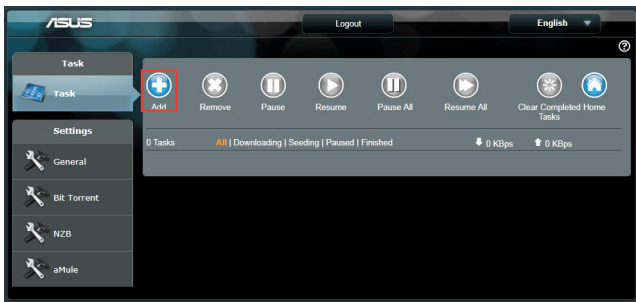 ASUS
Logout
English
?
Task
Task
Settings
General
Bit Torrent
NZB
aMule
Add
Remove
Pause
Resume
Pause All
Resume All
Clear Completed Tasks
Home
0 Tasks
All | Downloading | Seeding | Paused | Finished
0 KBps
0 KBps